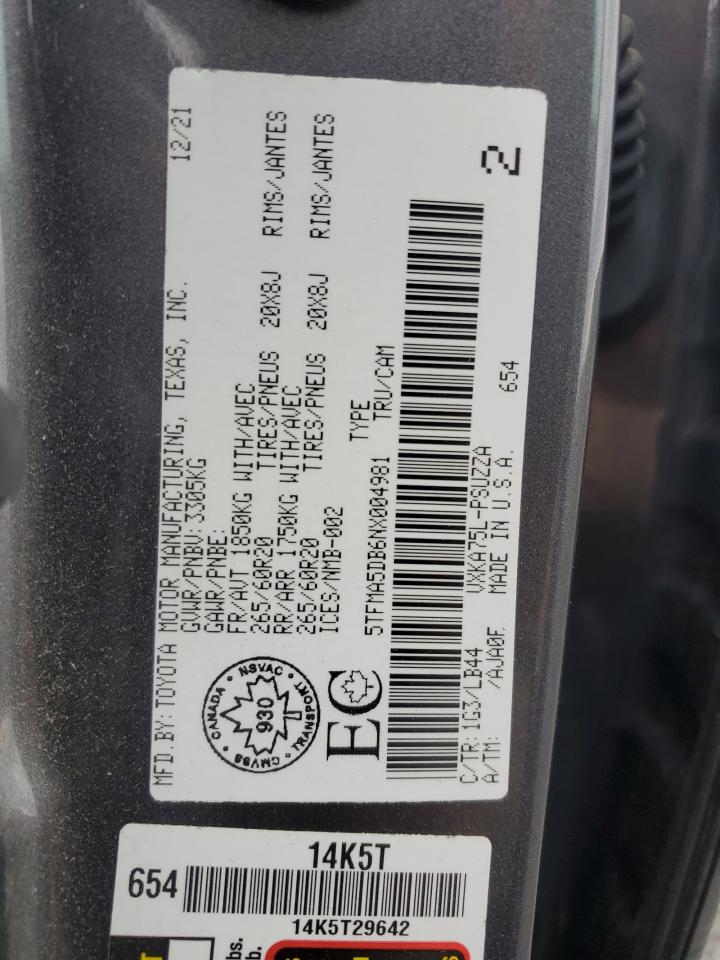 MFD.BY:TOYOTA MOTOR MANUFACTURING, TEXAS, INC. 12/21
GVWR/PNBV:3305KG
GAWR/PNBE:
FR/AVT 1850KG WITH/AVEC
265/60R20 TIRES/PNEUS 20X8J RIMS/JANTES
RR/ARR 1750KG WITH/AVEC
265/60R20 TIRES/PNEUS 20X8J RIMS/JANTES
ICES/NMB-002
CANADA • NSVAC • TRANSPORT • CMVSS
930
T
EC
TYPE
5TFMA5DB6NX004981 TRU/CAM
2
C/TR:1G3/LB44 VXKA75L-PSUZZA 654
A/TM: /AJA0F MADE IN U.S.A.
14K5T
654
14K5T29642
lbs.